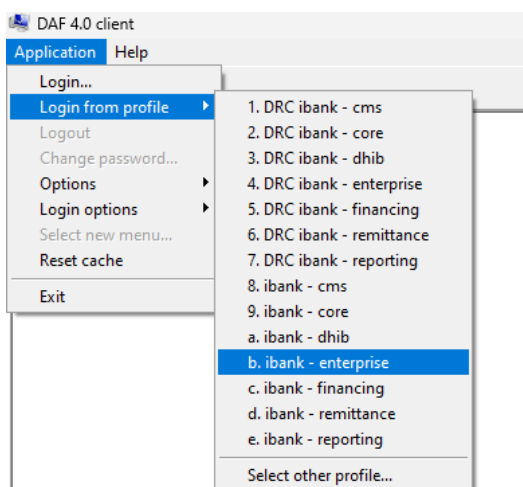 DAF 4.0 client
Application Help
Login...
Login from profile
Logout
Change password...
Options
Login options
Select new menu...
Reset cache
Exit
1. DRC ibank - cms
2. DRC ibank - core
3. DRC ibank - dhib
4. DRC ibank - enterprise
5. DRC ibank - financing
6. DRC ibank - remittance
7. DRC ibank - reporting
8. ibank - cms
9. ibank - core
a. ibank - dhib
b. ibank - enterprise
c. ibank - financing
d. ibank - remittance
e. ibank - reporting
Select other profile...